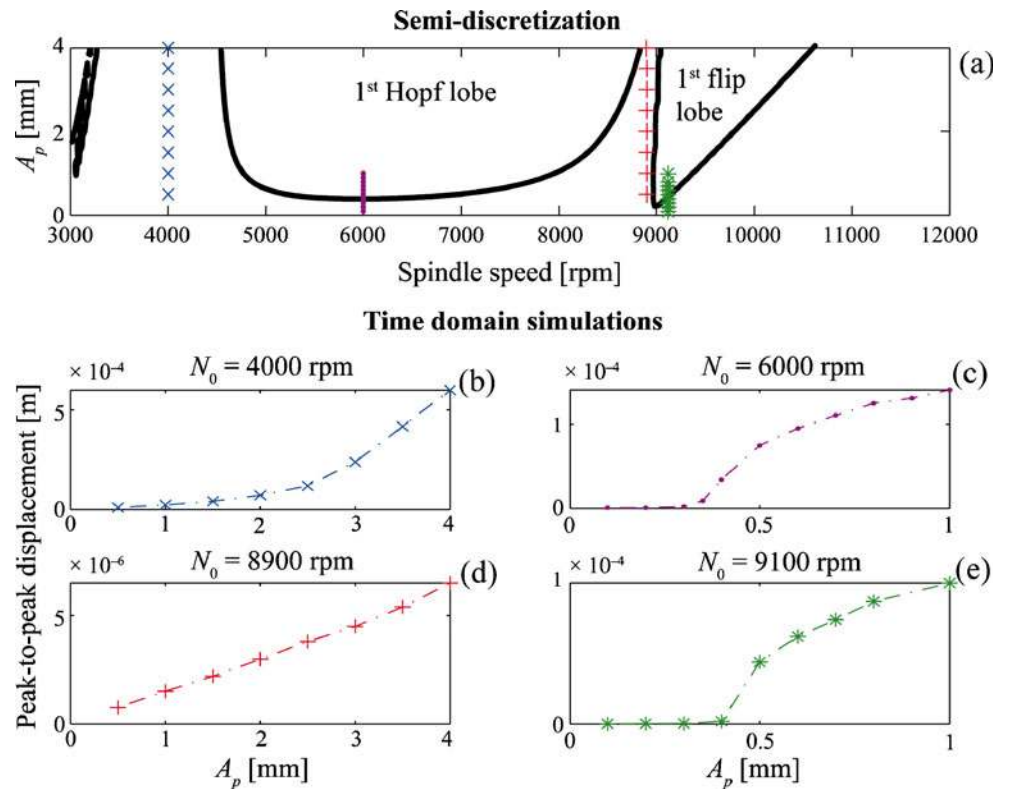 Semi-discretization
(a)
4
2
0
A_p [mm]
1st Hopf lobe
1st flip
lobe
3000 4000 5000 6000 7000 8000 9000 10000 11000 12000
Spindle speed [rpm]
Time domain simulations
Peak-to-peak displacement [m]
× 10⁻⁴
N₀ = 4000 rpm
(b)
5
0
0 1 2 3 4
× 10⁻⁴
N₀ = 6000 rpm
(c)
1
0
0 0.5 1
× 10⁻⁶
N₀ = 8900 rpm
(d)
5
0
0 1 2 3 4
A_p [mm]
1 × 10⁻⁴
N₀ = 9100 rpm
(e)
0
0 0.5 1
A_p [mm]